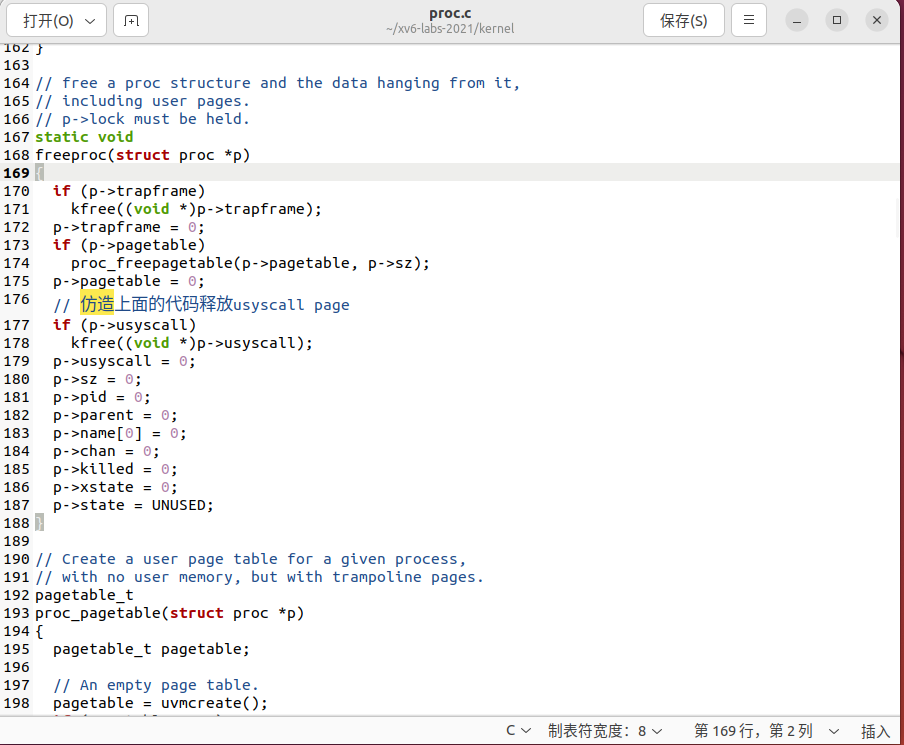 打开(O)
proc.c
~/xv6-labs-2021/kernel
保存(S)
162 }
163
164 // free a proc structure and the data hanging from it,
165 // including user pages.
166 // p->lock must be held.
167 static void
168 freeproc(struct proc *p)
169 {
170   if (p->trapframe)
171     kfree((void *)p->trapframe);
172   p->trapframe = 0;
173   if (p->pagetable)
174     proc_freepagetable(p->pagetable, p->sz);
175   p->pagetable = 0;
176   // 仿造上面的代码释放usyscall page
177   if (p->usyscall)
178     kfree((void *)p->usyscall);
179   p->usyscall = 0;
180   p->sz = 0;
181   p->pid = 0;
182   p->parent = 0;
183   p->name[0] = 0;
184   p->chan = 0;
185   p->killed = 0;
186   p->xstate = 0;
187   p->state = UNUSED;
188 }
189
190 // Create a user page table for a given process,
191 // with no user memory, but with trampoline pages.
192 pagetable_t
193 proc_pagetable(struct proc *p)
194 {
195   pagetable_t pagetable;
196
197   // An empty page table.
198   pagetable = uvmcreate();
C 制表符宽度：8 第 169 行，第 2 列 插入